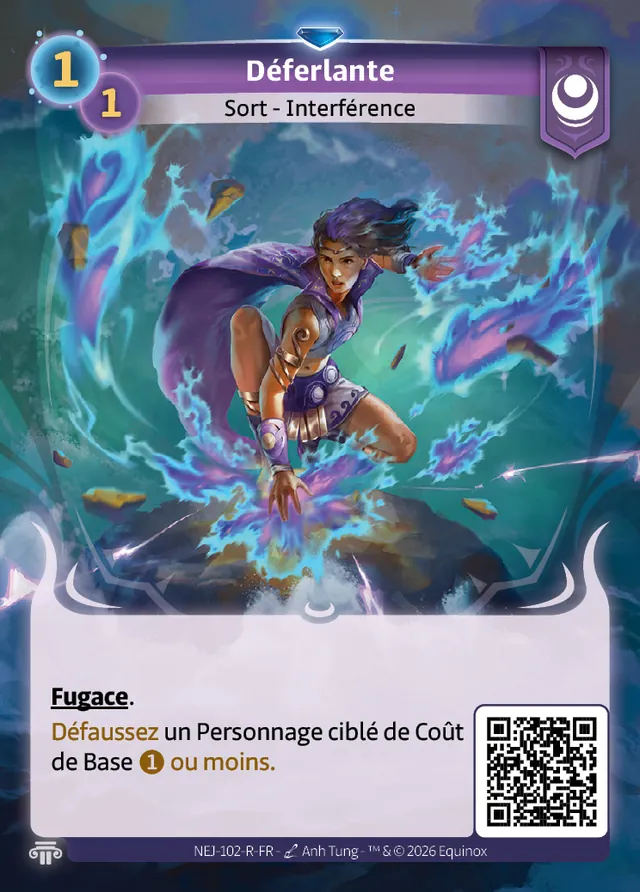 1
1
Déferlante
Sort - Interférence
Fugace.
Défaussez un Personnage ciblé de Coût
de Base 1 ou moins.
NEJ-102-R-FR - Anh Tung - ™ & © 2026 Equinox